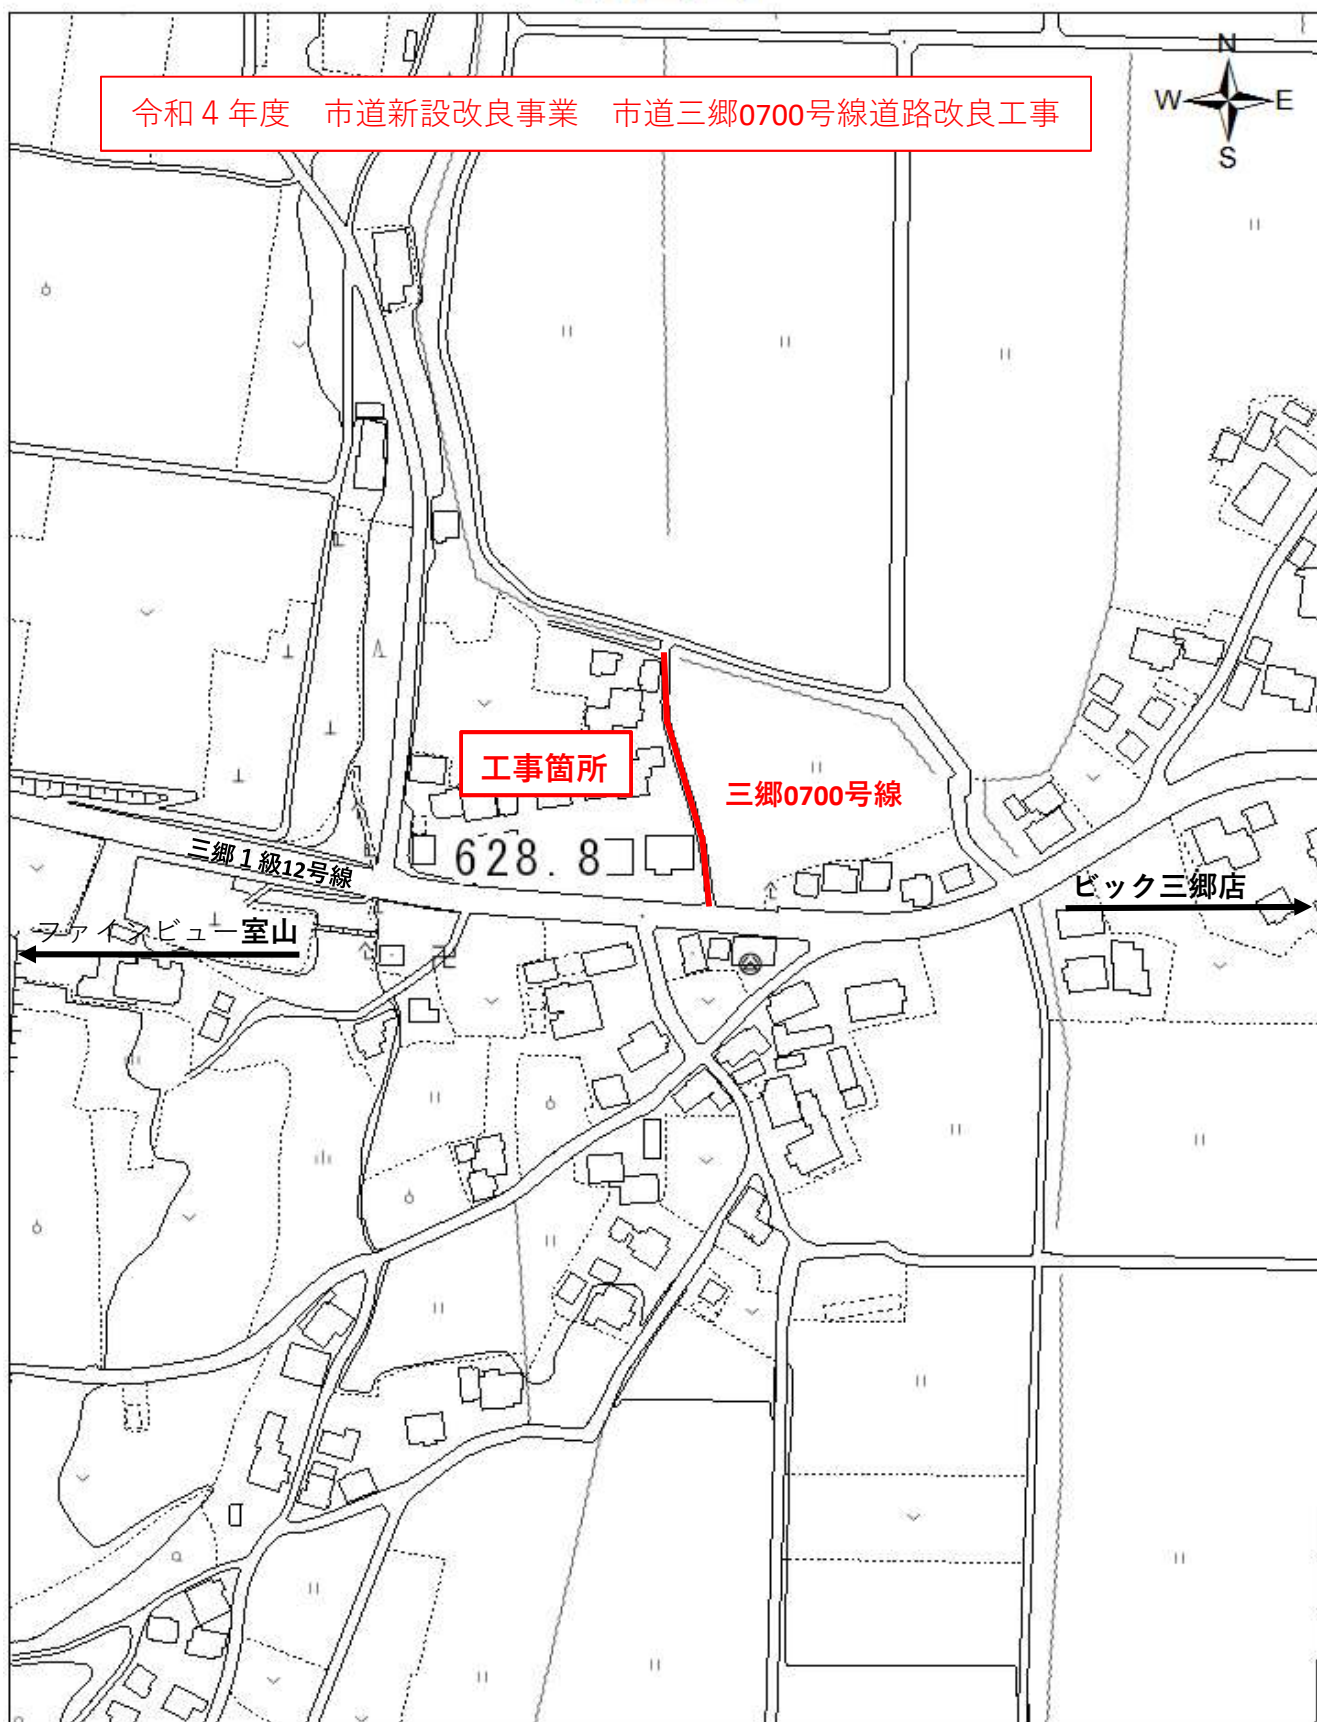 令和４年度　市道新設改良事業　市道三郷0700号線道路改良工事
N
W E
S
工事箇所
三郷0700号線
628.8
三郷１級12号線
ビック三郷店
ファインビュー室山